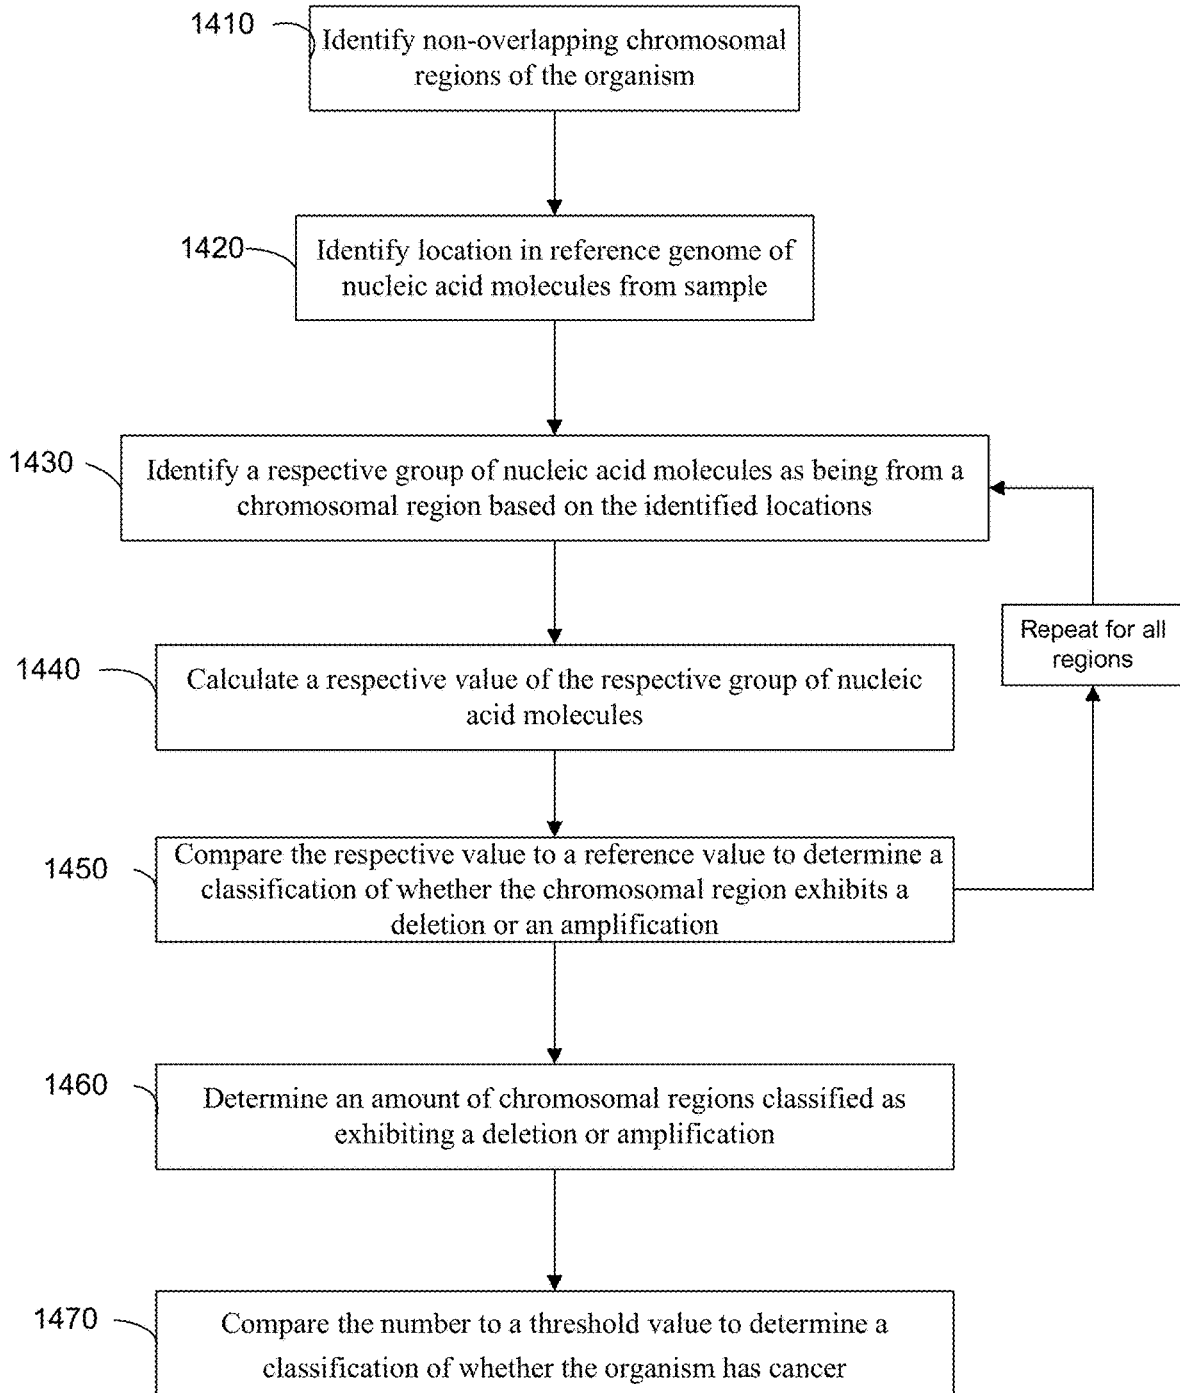 1410
Identify non-overlapping chromosomal
regions of the organism
1420
Identify location in reference genome of
nucleic acid molecules from sample
1430
Identify a respective group of nucleic acid molecules as being from a
chromosomal region based on the identified locations
Repeat for all
regions
1440
Calculate a respective value of the respective group of nucleic
acid molecules
1450
Compare the respective value to a reference value to determine a
classification of whether the chromosomal region exhibits a
deletion or an amplification
1460
Determine an amount of chromosomal regions classified as
exhibiting a deletion or amplification
1470
Compare the number to a threshold value to determine a
classification of whether the organism has cancer